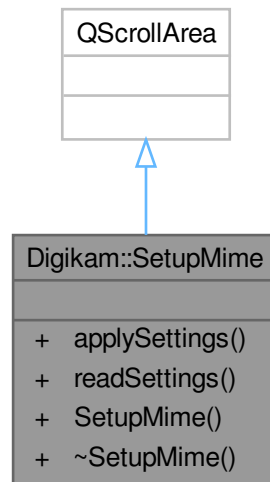 QScrollArea
Digikam::SetupMime
+ applySettings()
+ readSettings()
+ SetupMime()
+ ~SetupMime()